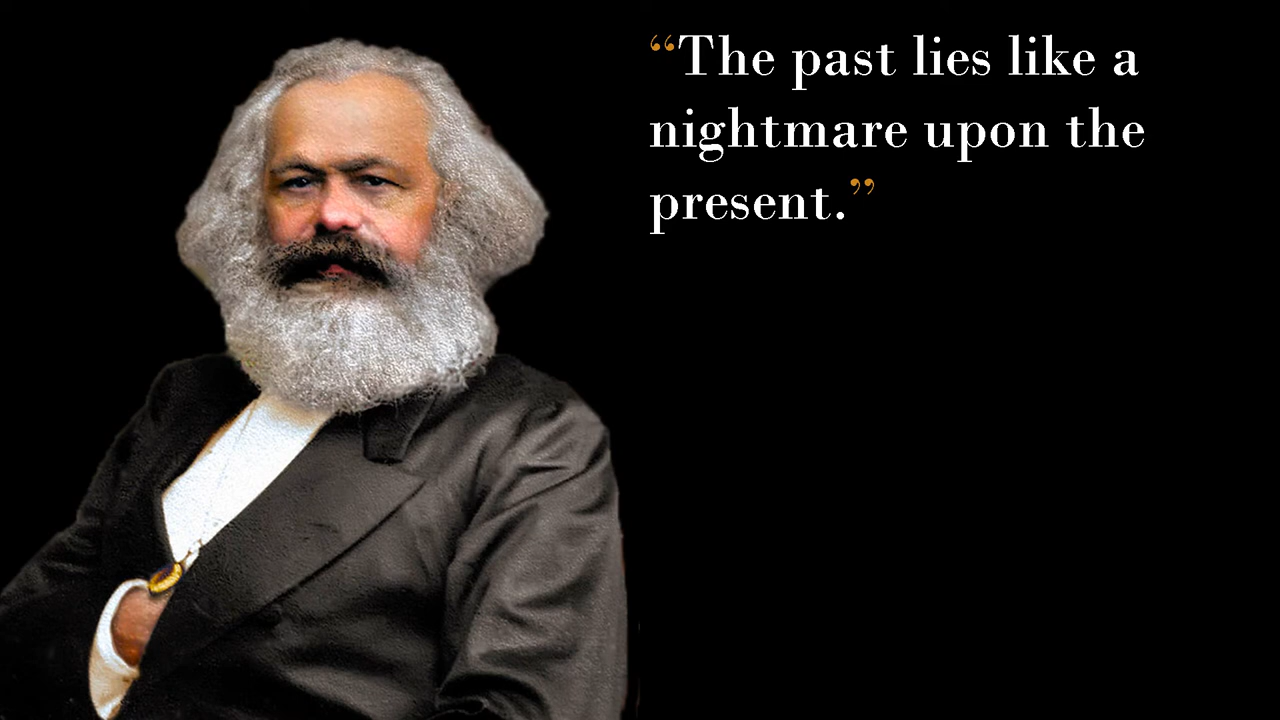 “The past lies like a
nightmare upon the
present.”